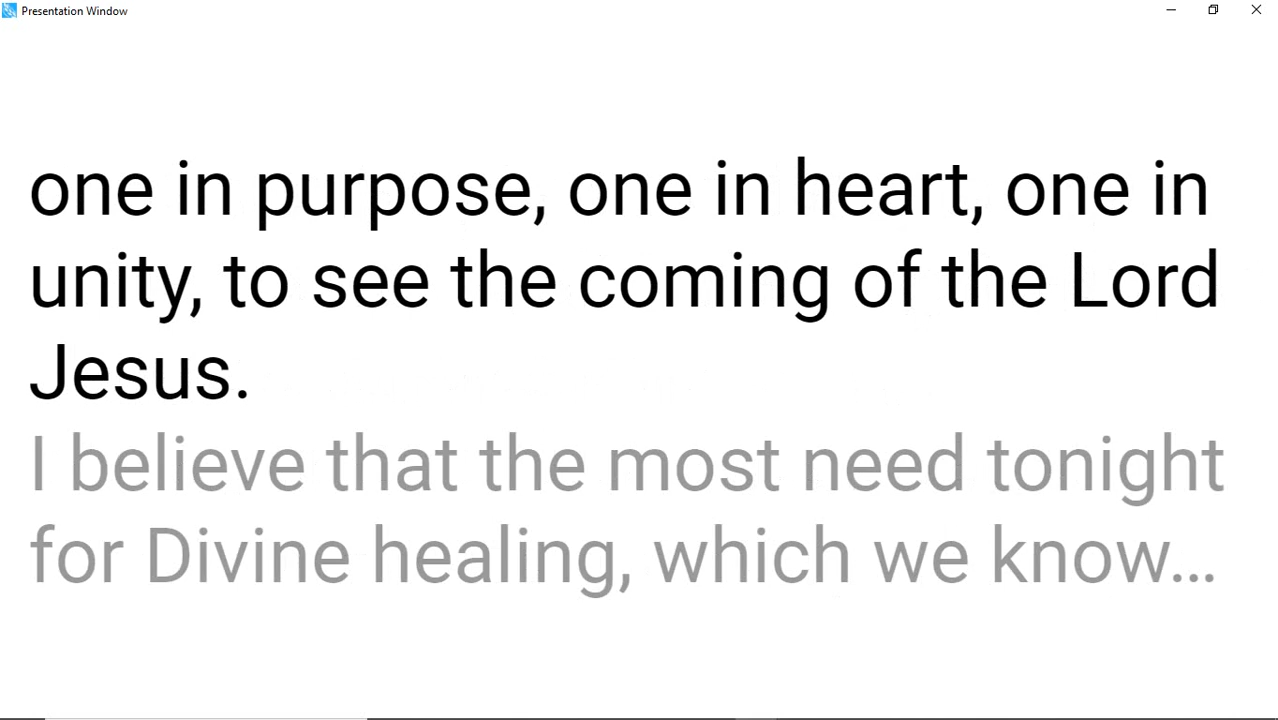 Presentation Window
one in purpose, one in heart, one in
unity, to see the coming of the Lord
Jesus.
I believe that the most need tonight
for Divine healing, which we know...